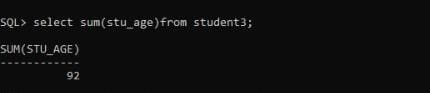 SQL> select sum(stu_age)from student3;
SUM(STU_AGE)
------------
92